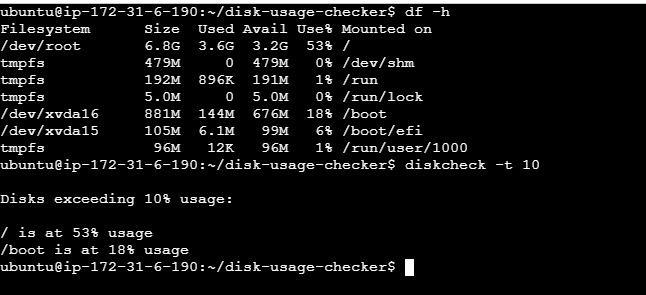 ubuntu@ip-172-31-6-190:~/disk-usage-checker$ df -h
Filesystem      Size  Used Avail Use% Mounted on
/dev/root       6.8G  3.6G  3.2G  53% /
tmpfs           479M     0  479M   0% /dev/shm
tmpfs           192M  896K  191M   1% /run
tmpfs           5.0M     0  5.0M   0% /run/lock
/dev/xvda16     881M  144M  676M  18% /boot
/dev/xvda15     105M  6.1M   99M   6% /boot/efi
tmpfs            96M   12K   96M   1% /run/user/1000
ubuntu@ip-172-31-6-190:~/disk-usage-checker$ diskcheck -t 10
Disks exceeding 10% usage:
/ is at 53% usage
/boot is at 18% usage
ubuntu@ip-172-31-6-190:~/disk-usage-checker$